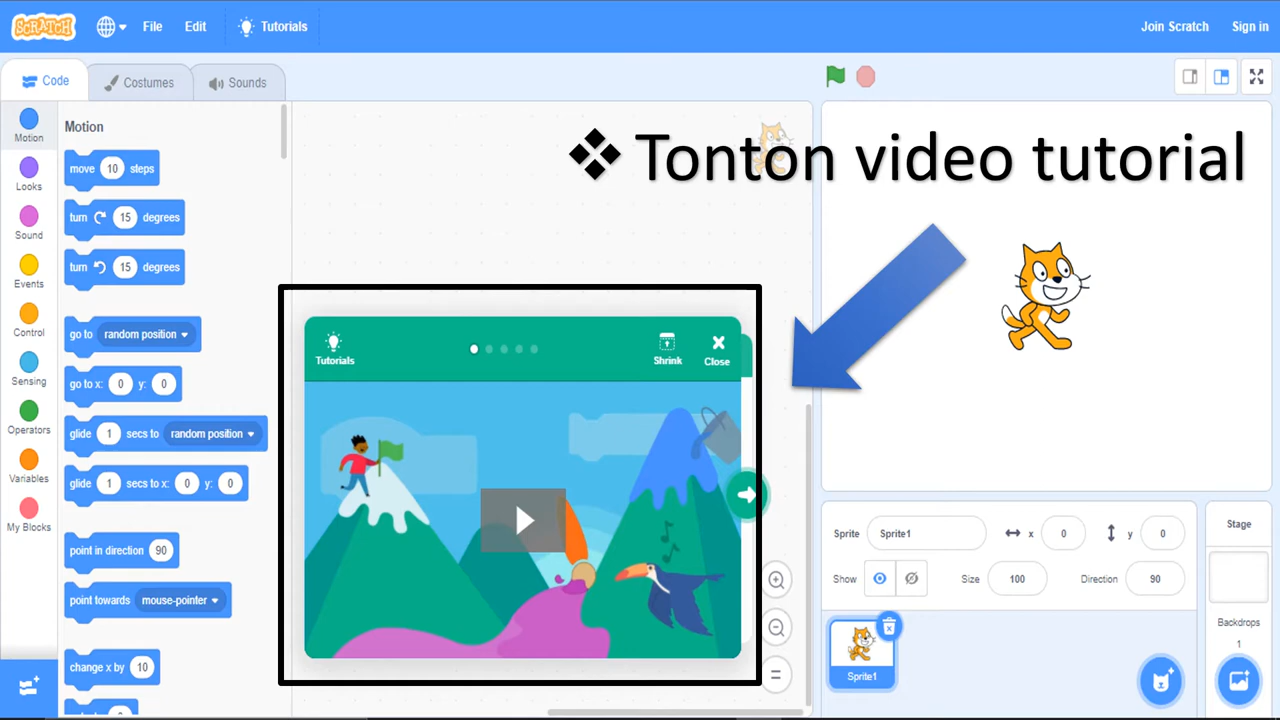 SCRATCH File Edit Tutorials Join Scratch Sign in
Code Costumes Sounds
Motion
Looks
Sound
Events
Control
Sensing
Operators
Variables
My Blocks
Motion
move 10 steps
turn 15 degrees
turn 15 degrees
go to random position
go to x: 0 y: 0
glide 1 secs to random position
glide 1 secs to x: 0 y: 0
point in direction 90
point towards mouse-pointer
change x by 10
❖ Tonton video tutorial
Tutorials Shrink Close
Sprite Sprite1 x 0 y 0
Show Size 100 Direction 90
Sprite1
Stage
Backdrops
1